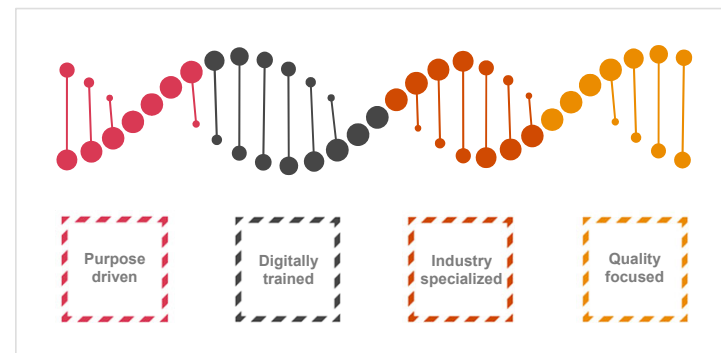 Purpose
driven
Digitally
trained
Industry
specialized
Quality
focused